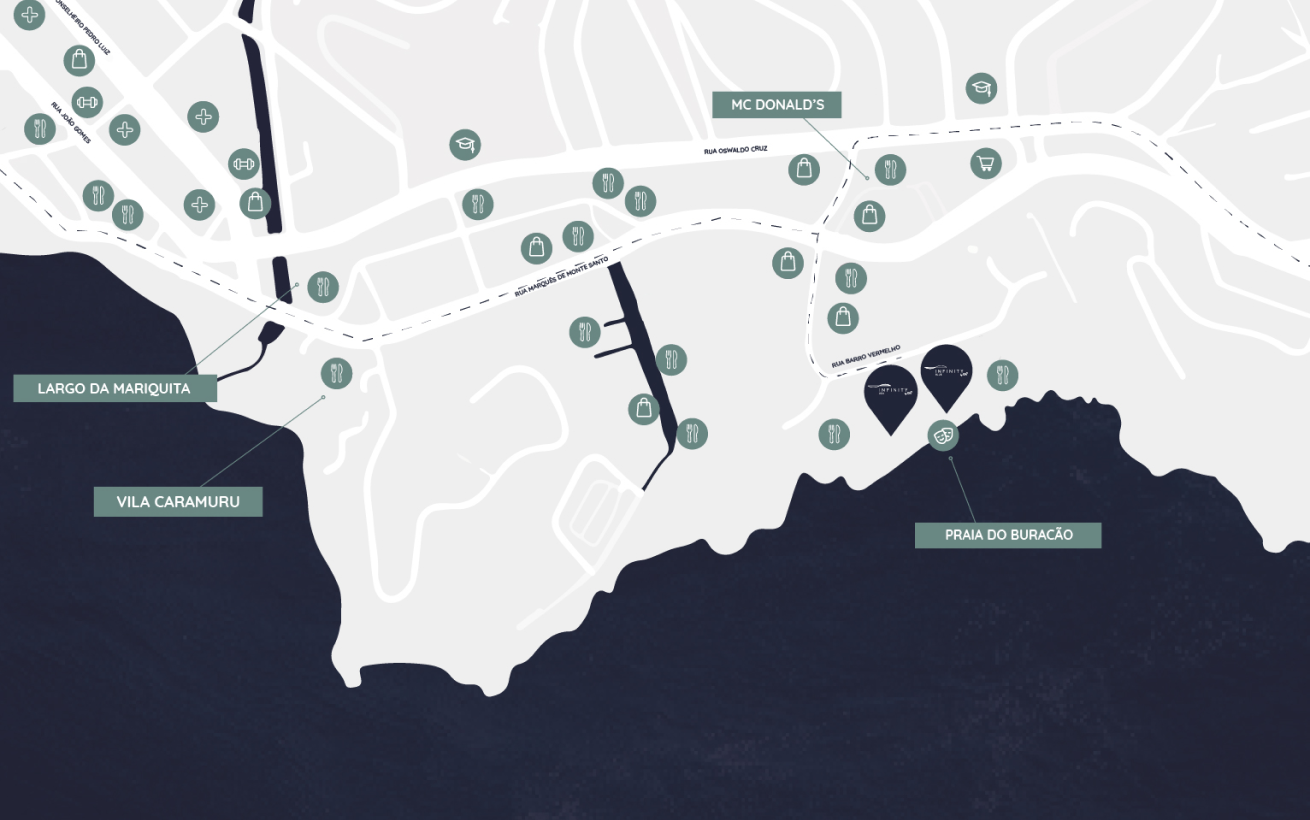 ONSELHEIRO PEDRO LUIZ
RUA JOÃO GOMES
MC DONALD'S
RUA OSWALDO CRUZ
RUA MARQUÊS DE MONTE SANTO
LARGO DA MARIQUITA
RUA BARRO VERMELHO
INFINITY
INFINITY
VILA CARAMURU
PRAIA DO BURACÃO